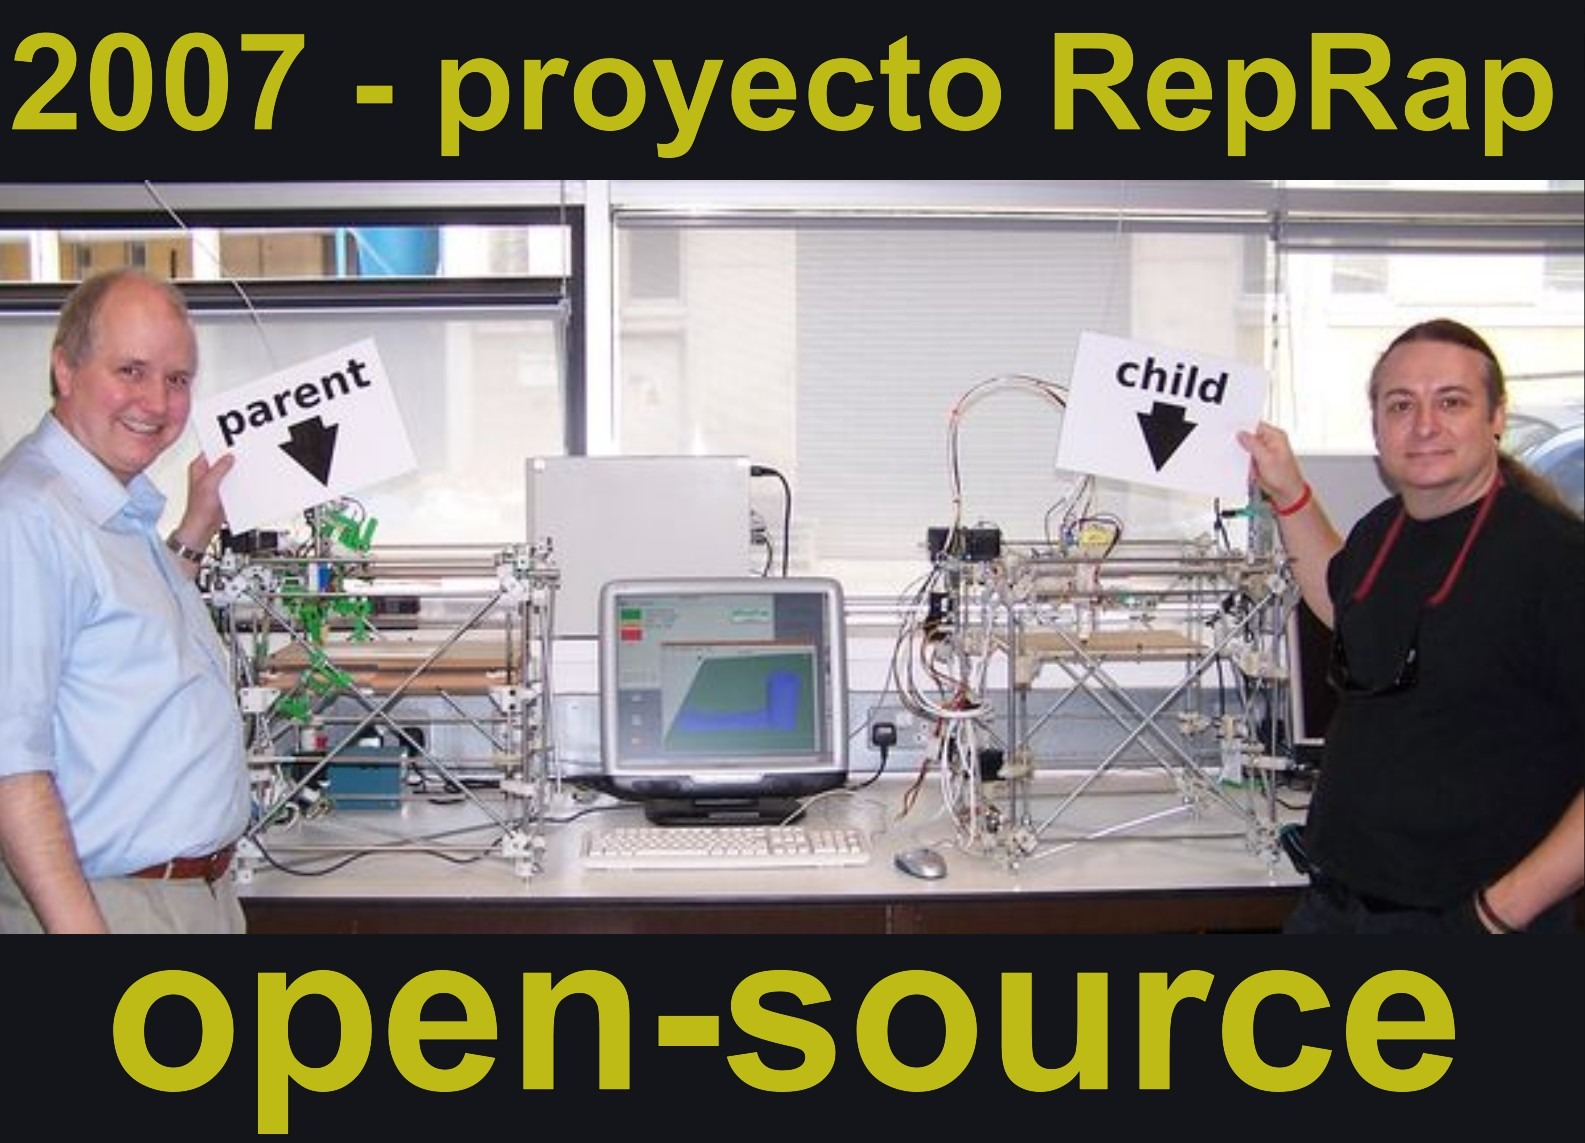 2007 - proyecto RepRap
parent
child
open-source